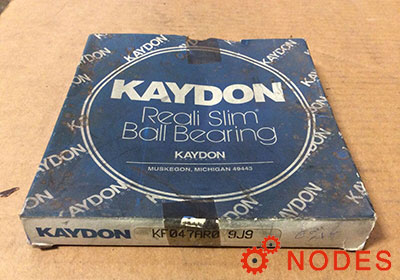 KAYDON
Reali Slim
Ball Bearing
KAYDON
MUSKEGON, MICHIGAN 49443
KAYDON
KF047AR0 9J9
NODES